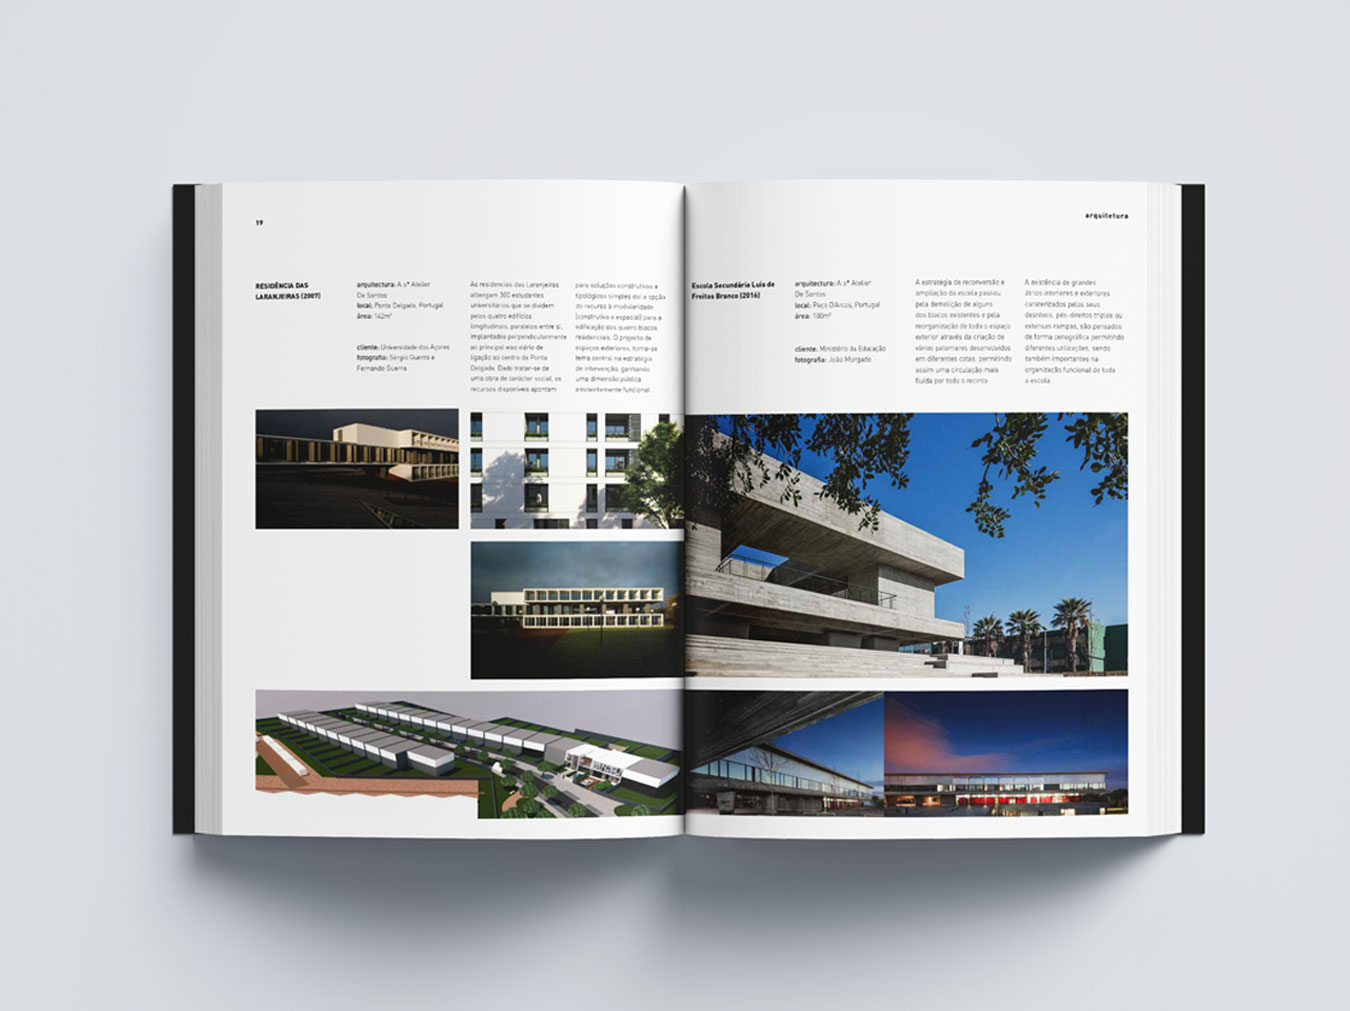 19
arquitetura
RESIDÊNCIA DAS
LARANJEIRAS (2007)
arquitectura: A.sª Atelier
De Santos
local: Ponta Delgada, Portugal
área: 142m²
cliente: Universidade dos Açores
fotografia: Sérgio Guerra e
Fernando Guerra
As residencias das Laranjeiras
albergam 300 estudantes
universitários que se dividem
pelos quatro edifícios
longitudinais, paralelos entre si,
implantados perpendicularmente
ao principal eixo viário de
ligação ao centro de Ponta
Delgada. Dado tratar-se de
uma obra de carácter social, os
recursos disponíveis apontam
para soluções construtivas e
tipológicas simples daí a opção
do recurso à modularidade
(construtiva e espacial) para a
edificação dos quatro blocos
residenciais. O projecto de
espaços exteriores, torna-se
tema central na estratégia
de intervenção, ganhando
uma dimensão pública
eminentemente funcional.
Escola Secundária Luis de
Freitas Branco (2016)
arquitectura: A.sª Atelier
De Santos
local: Paço D'Arcos, Portugal
área: 100m²
cliente: Ministério da Educação
fotografia: João Morgado
A estratégia de reconversão e
ampliação da escola passou
pela demolição de alguns
dos blocos existentes e pela
reorganização de todo o espaço
exterior através da criação de
vários patamares desenvolvidos
em diferentes cotas, permitindo
assim uma circulação mais
fluída por todo o recinto.
A existência de grandes
átrios interiores e exteriores
caraterizados pelos seus
desníveis, pés-direitos triplos ou
extensas rampas, são pensados
de forma cenográfica permitindo
diferentes utilizações, sendo
também importantes na
organização funcional de toda
a escola